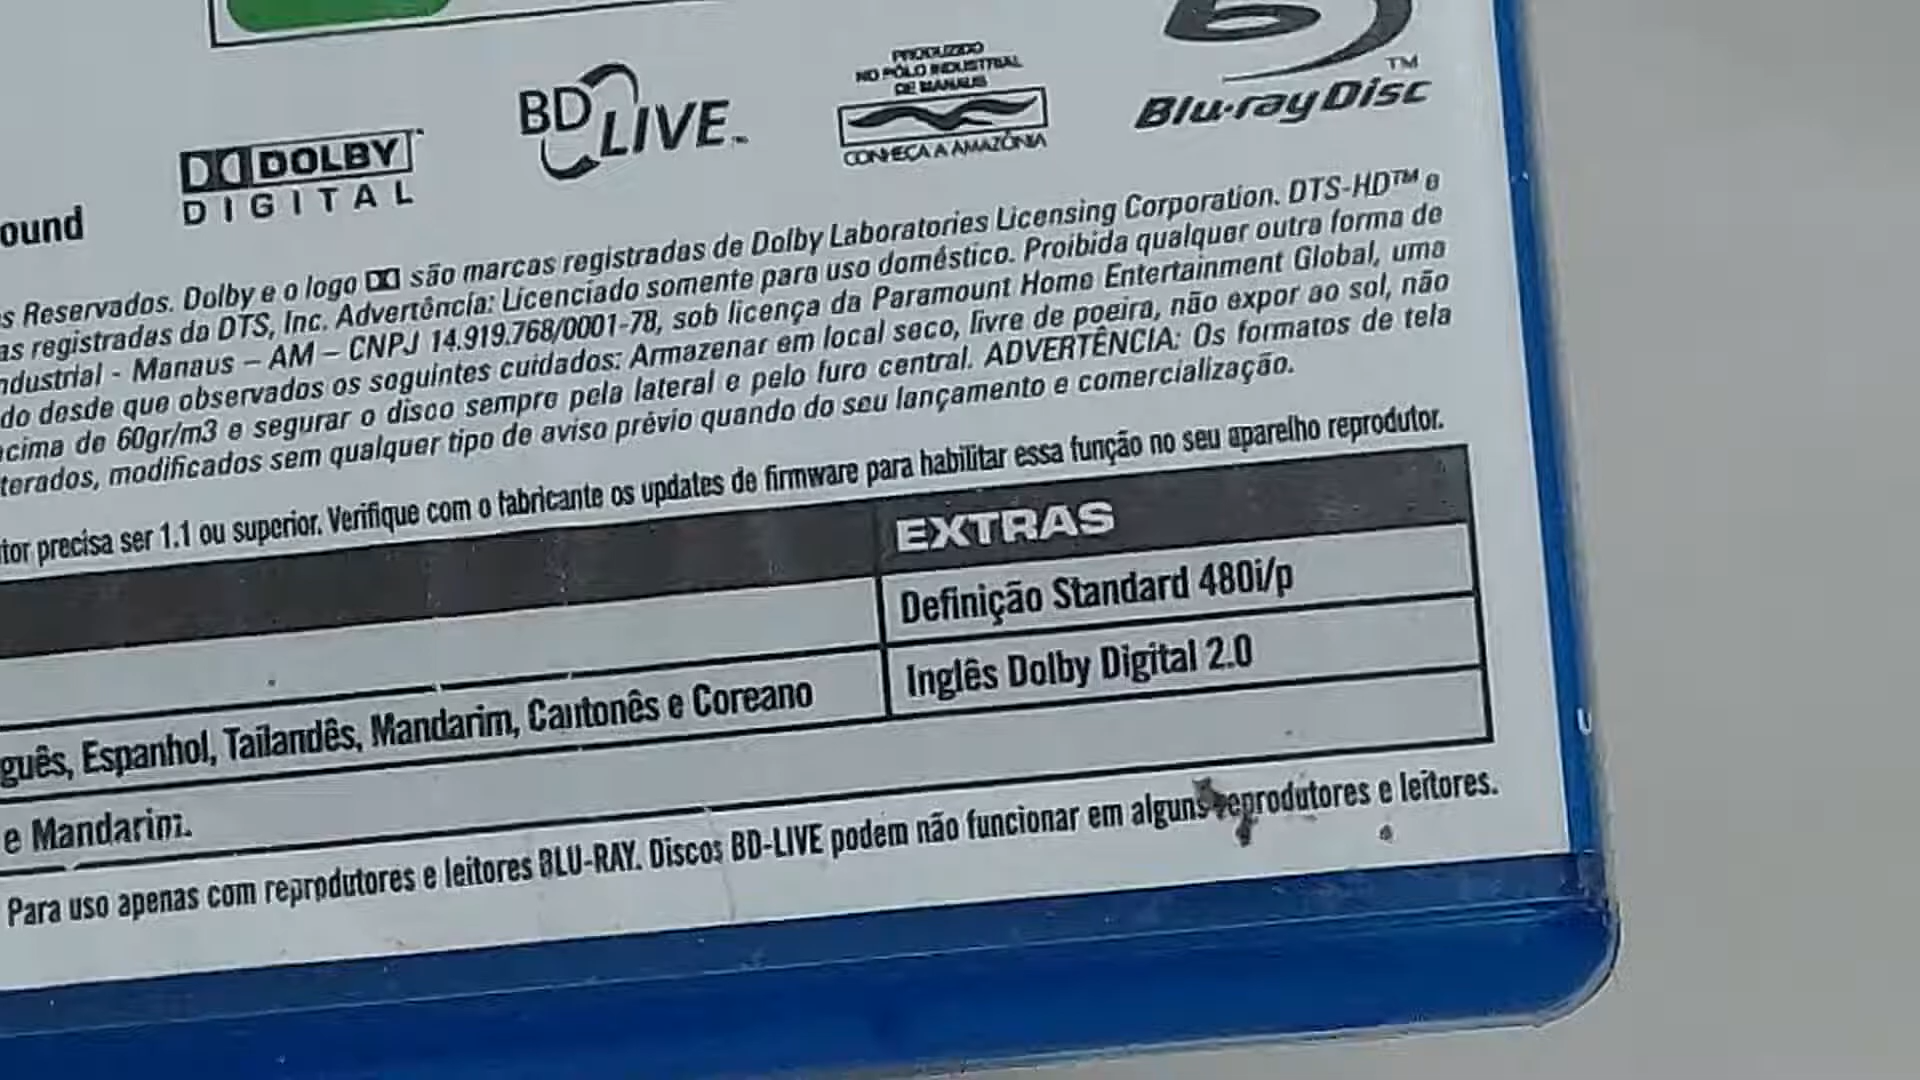 PRODUZIDO
NO PÓLO INDUSTRIAL
DE MANAUS
CONHEÇA A AMAZÔNIA
BD LIVE™
TM
Blu-ray Disc
DOLBY
DIGITAL
ound
s Reservados. Dolby e o logo são marcas registradas de Dolby Laboratories Licensing Corporation. DTS-HD™ e
as registradas da DTS, Inc. Advertência: Licenciado somente para uso doméstico. Proibida qualquer outra forma de
ndustrial - Manaus – AM – CNPJ 14.919.768/0001-78, sob licença da Paramount Home Entertainment Global, uma
do desde que observados os seguintes cuidados: Armazenar em local seco, livre de poeira, não expor ao sol, não
cima de 60gr/m3 e segurar o disco sempre pela lateral e pelo furo central. ADVERTÊNCIA: Os formatos de tela
terados, modificados sem qualquer tipo de aviso prévio quando do seu lançamento e comercialização.
tor precisa ser 1.1 ou superior. Verifique com o fabricante os updates de firmware para habilitar essa função no seu aparelho reprodutor.
EXTRAS
Definição Standard 480i/p
guês, Espanhol, Tailandês, Mandarim, Cantonês e Coreano
Inglês Dolby Digital 2.0
e Mandarim.
Para uso apenas com reprodutores e leitores BLU-RAY. Discos BD-LIVE podem não funcionar em alguns reprodutores e leitores.